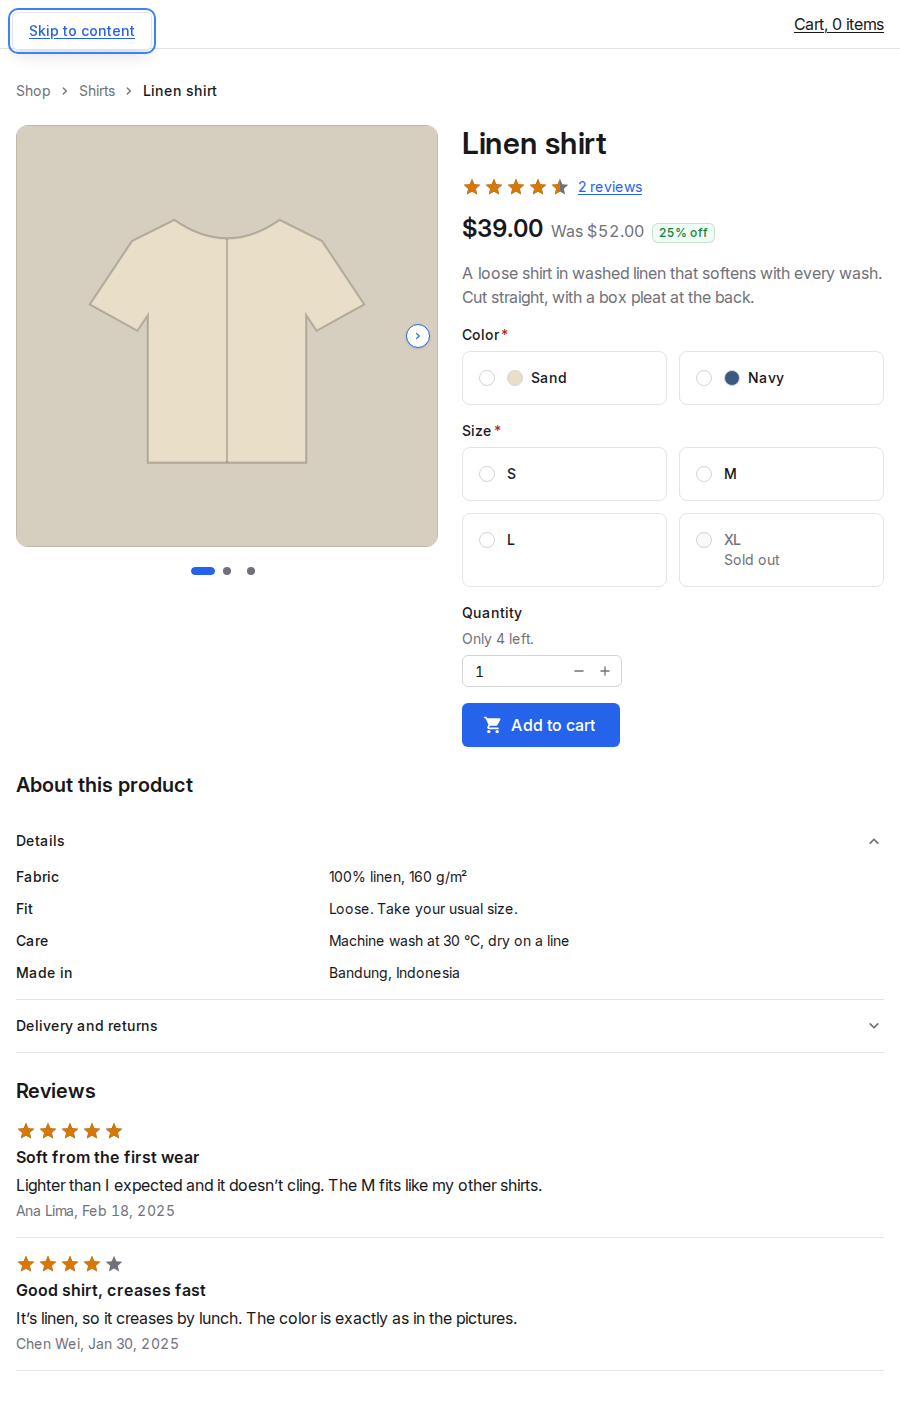 Skip to content
Cart, 0 items
Shop
Shirts
Linen shirt
Linen shirt
2 reviews
$39.00 Was $52.00 25% off
A loose shirt in washed linen that softens with every wash.
Cut straight, with a box pleat at the back.
Color*
Sand
Navy
Size*
S
M
L
XL
Sold out
Quantity
Only 4 left.
1
Add to cart
About this product
Details
Fabric 100% linen, 160 g/m²
Fit Loose. Take your usual size.
Care Machine wash at 30 °C, dry on a line
Made in Bandung, Indonesia
Delivery and returns
Reviews
Soft from the first wear
Lighter than I expected and it doesn’t cling. The M fits like my other shirts.
Ana Lima, Feb 18, 2025
Good shirt, creases fast
It’s linen, so it creases by lunch. The color is exactly as in the pictures.
Chen Wei, Jan 30, 2025